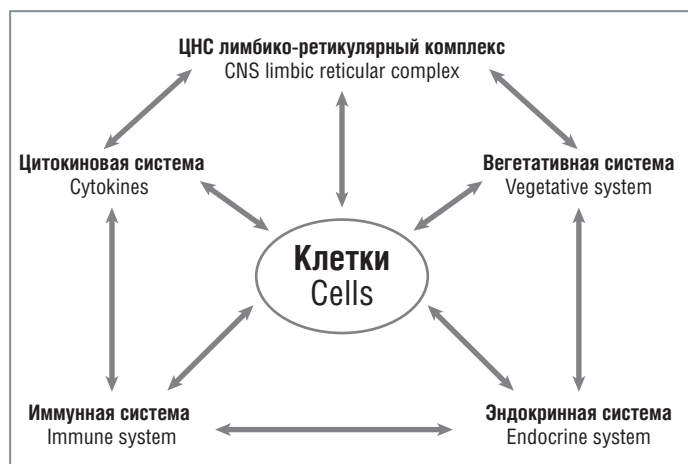 ЦНС лимбико-ретикулярный комплекс
CNS limbic reticular complex
Цитокиновая система
Cytokines
Вегетативная система
Vegetative system
Клетки
Cells
Иммунная система
Immune system
Эндокринная система
Endocrine system